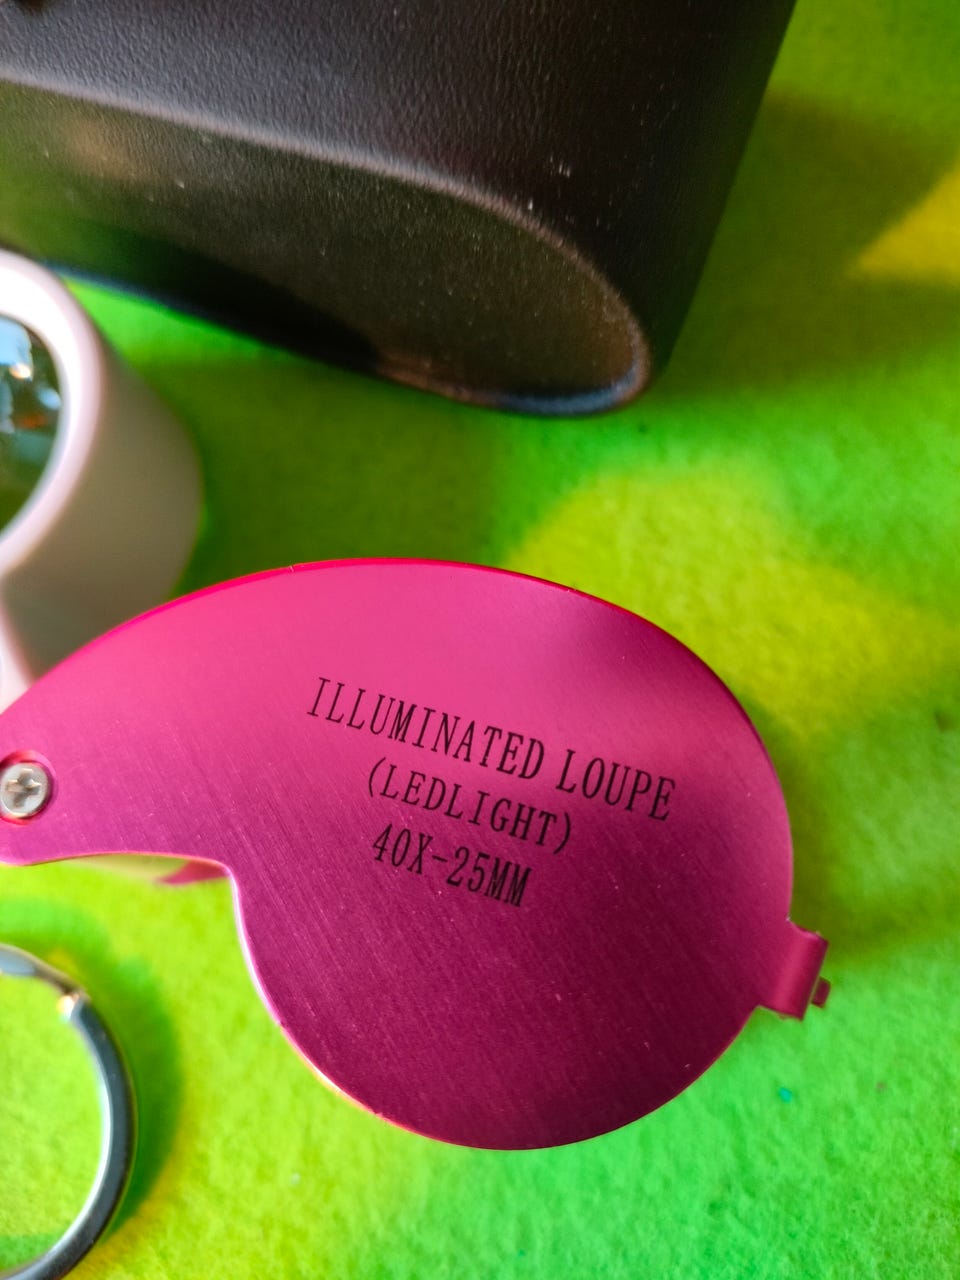 ILLUMINATED LOUPE
(LEDLIGHT)
40X-25MM